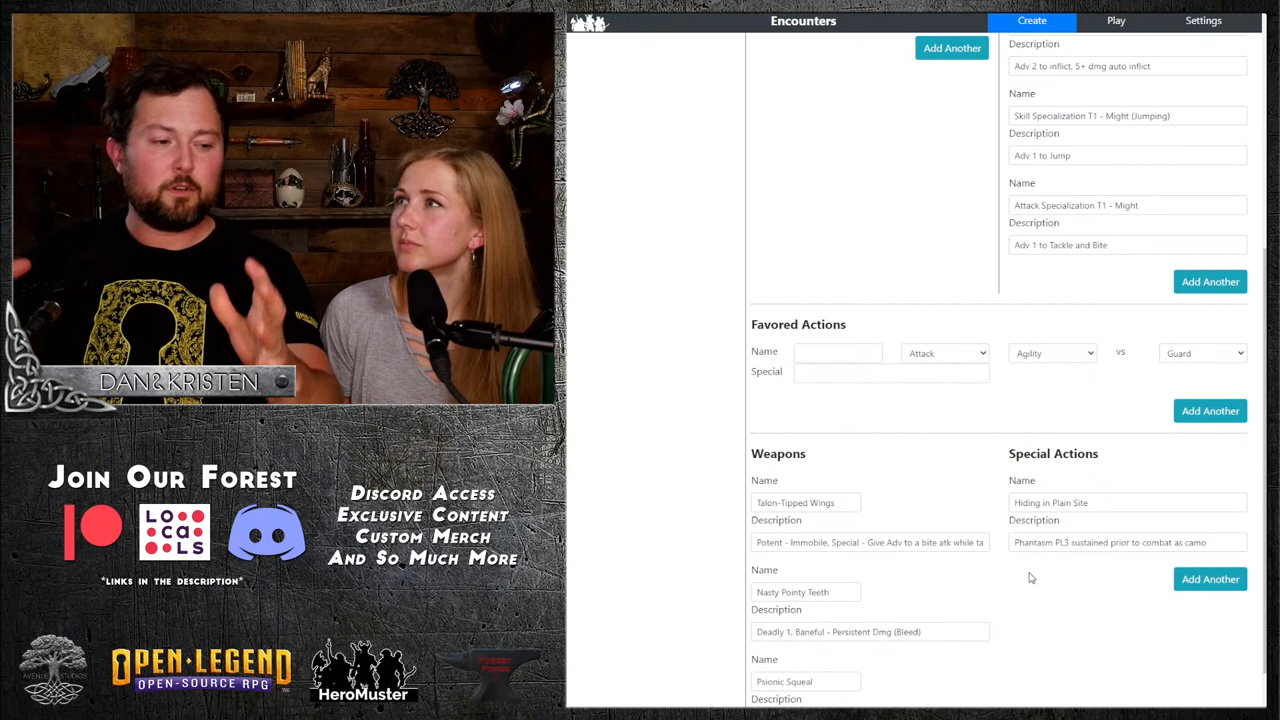 Encounters
Create
Play
Settings
Add Another
Description
Adv 2 to inflict, 5+ dmg auto inflict
Name
Skill Specialization T1 - Might (Jumping)
Description
Adv 1 to Jump
Name
Attack Specialization T1 - Might
Description
Adv 1 to Tackle and Bite
Add Another
Favored Actions
Name
Attack
Agility
vs
Guard
Special
Add Another
Weapons
Name
Talon-Tipped Wings
Description
Potent - Immobile, Special - Give Adv to a bite atk while ta
Name
Nasty Pointy Teeth
Description
Deadly 1, Baneful - Persistent Dmg (Bleed)
Name
Psionic Squeal
Description
Special Actions
Name
Hiding in Plain Site
Description
Phantasm PL3 sustained prior to combat as camo
Add Another
DAN & KRISTEN
Join Our Forest
LOcaLS
*LINKS IN THE DESCRIPTION*
Discord Access
Exclusive Content
Custom Merch
And So Much More
AVENUE STUDIOS
OPEN LEGEND
OPEN-SOURCE RPG
HeroMuster